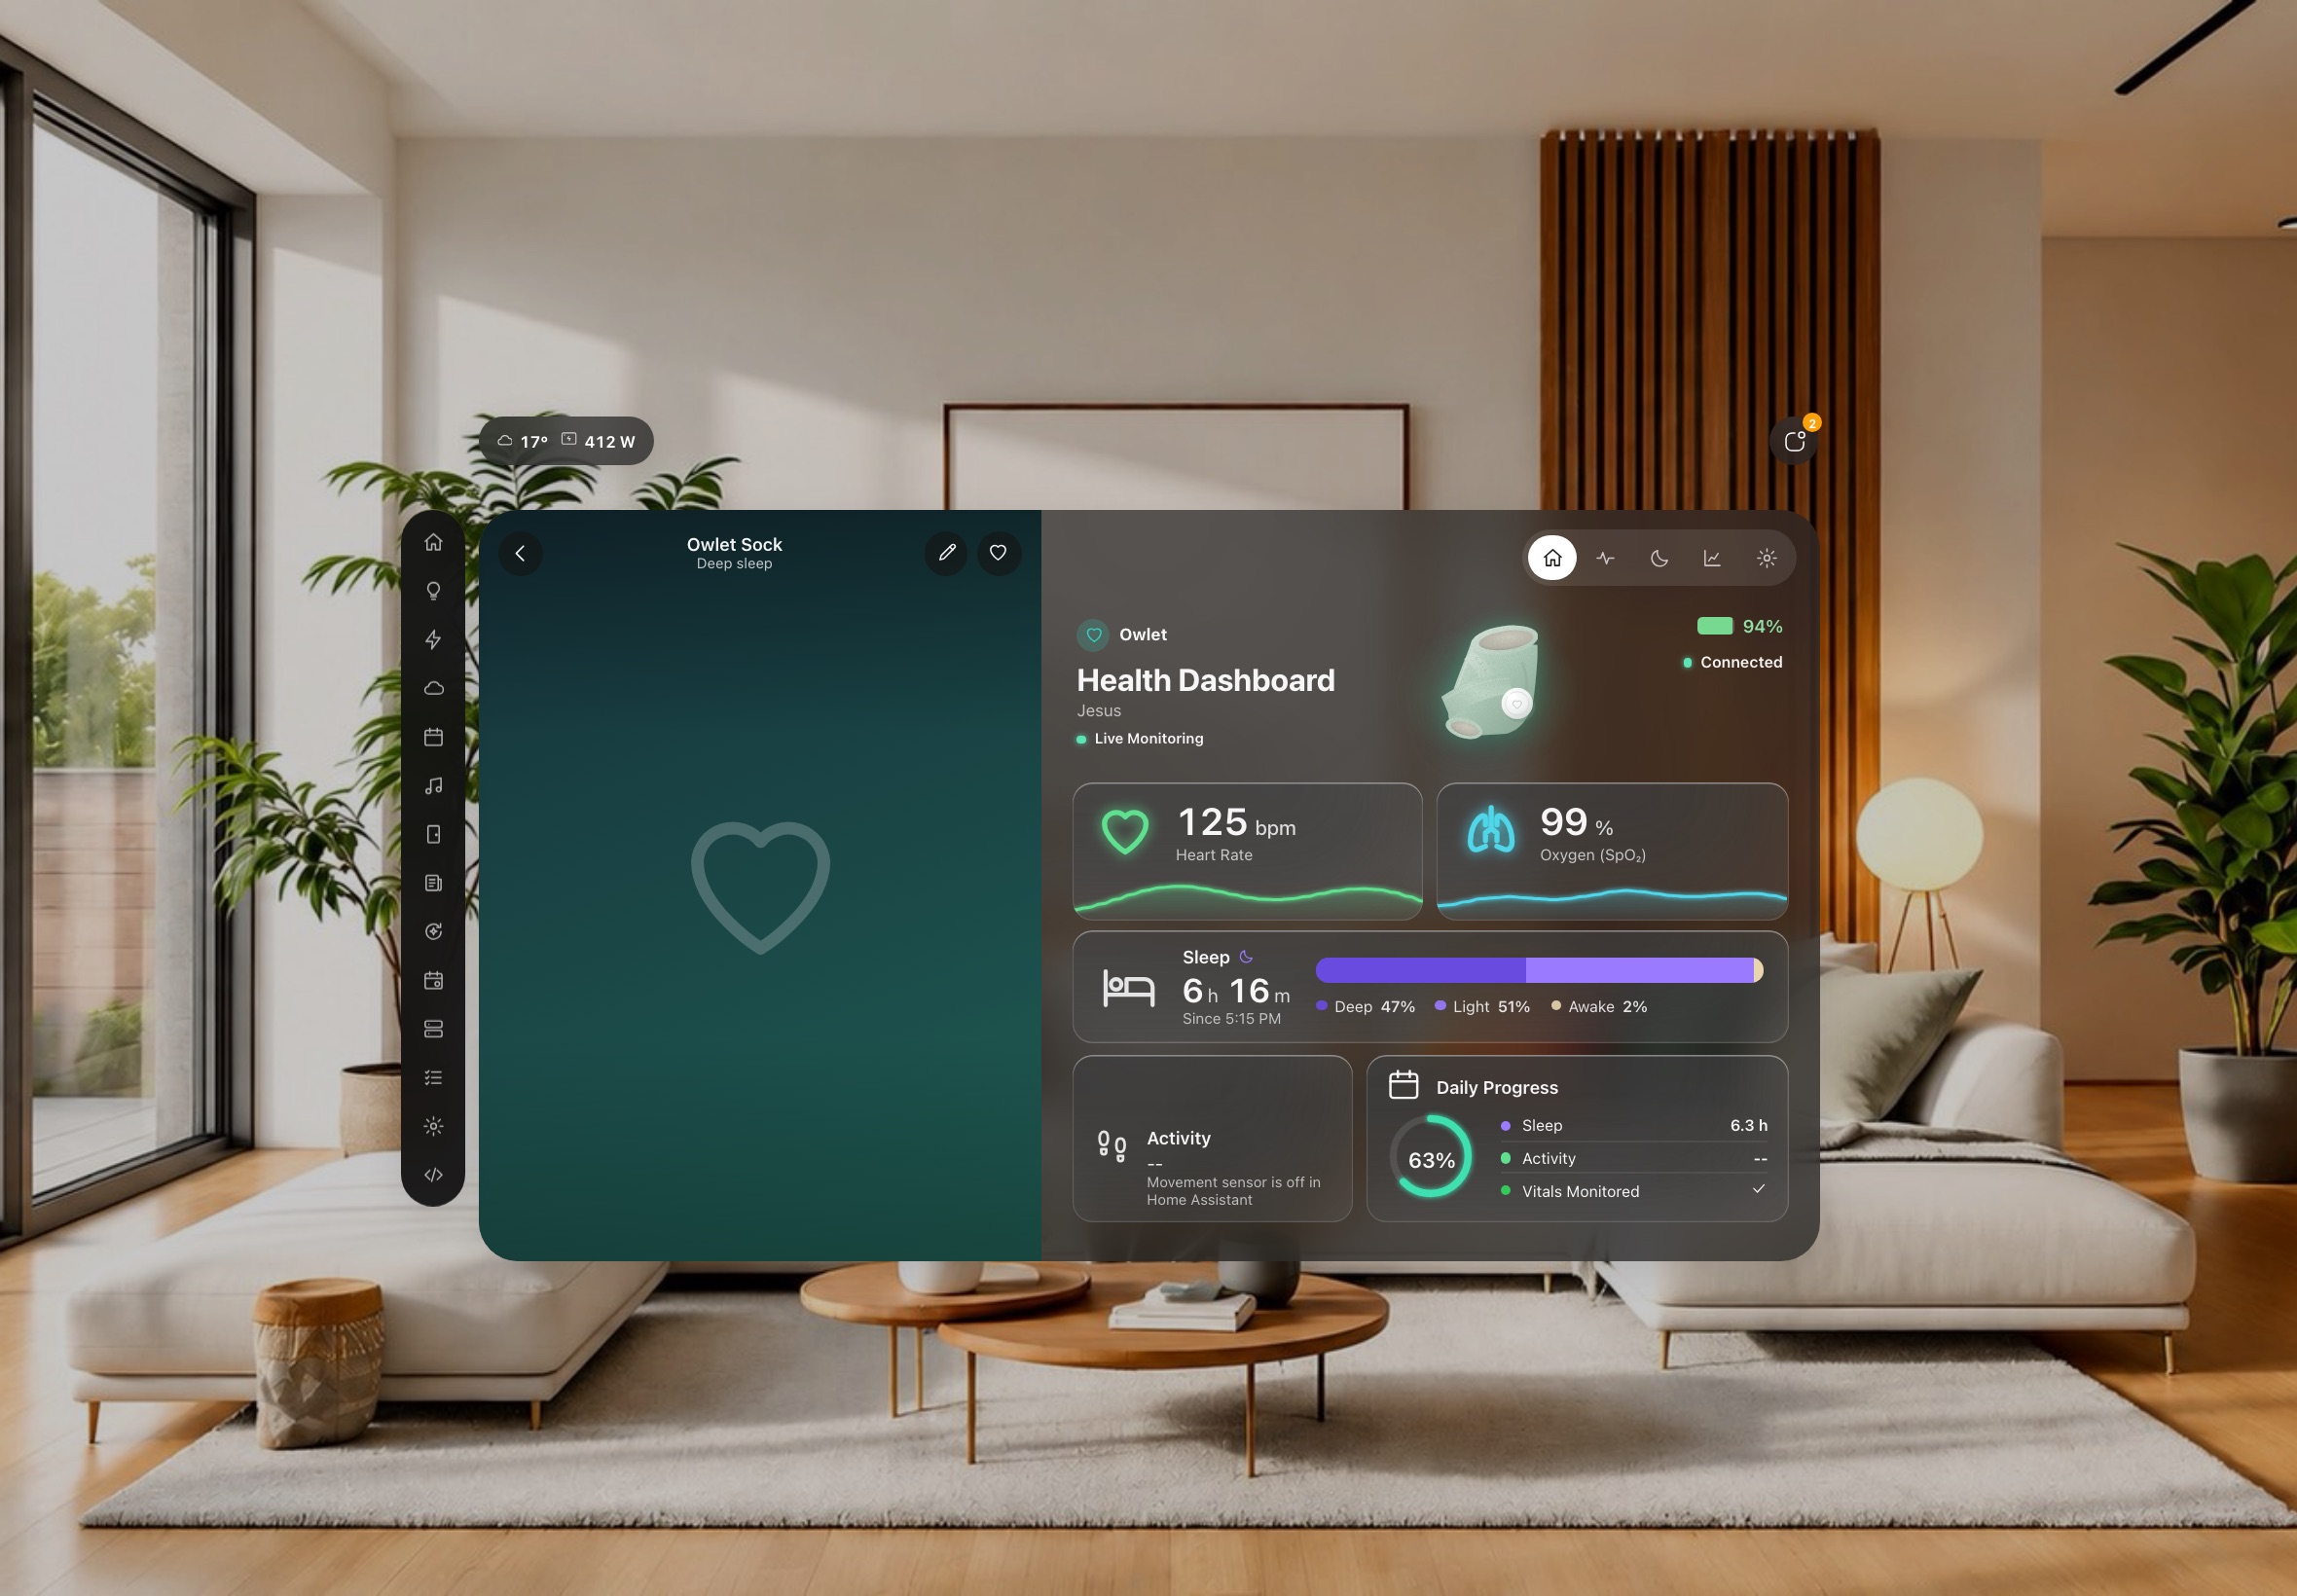 17° 412 W
2
Owlet Sock
Deep sleep
94%
Connected
Owlet
Health Dashboard
Jesus
Live Monitoring
125 bpm
Heart Rate
99 %
Oxygen (SpO₂)
Sleep
6 h 16 m
Since 5:15 PM
Deep 47% Light 51% Awake 2%
Activity
--
Movement sensor is off in
Home Assistant
Daily Progress
63%
Sleep 6.3 h
Activity --
Vitals Monitored